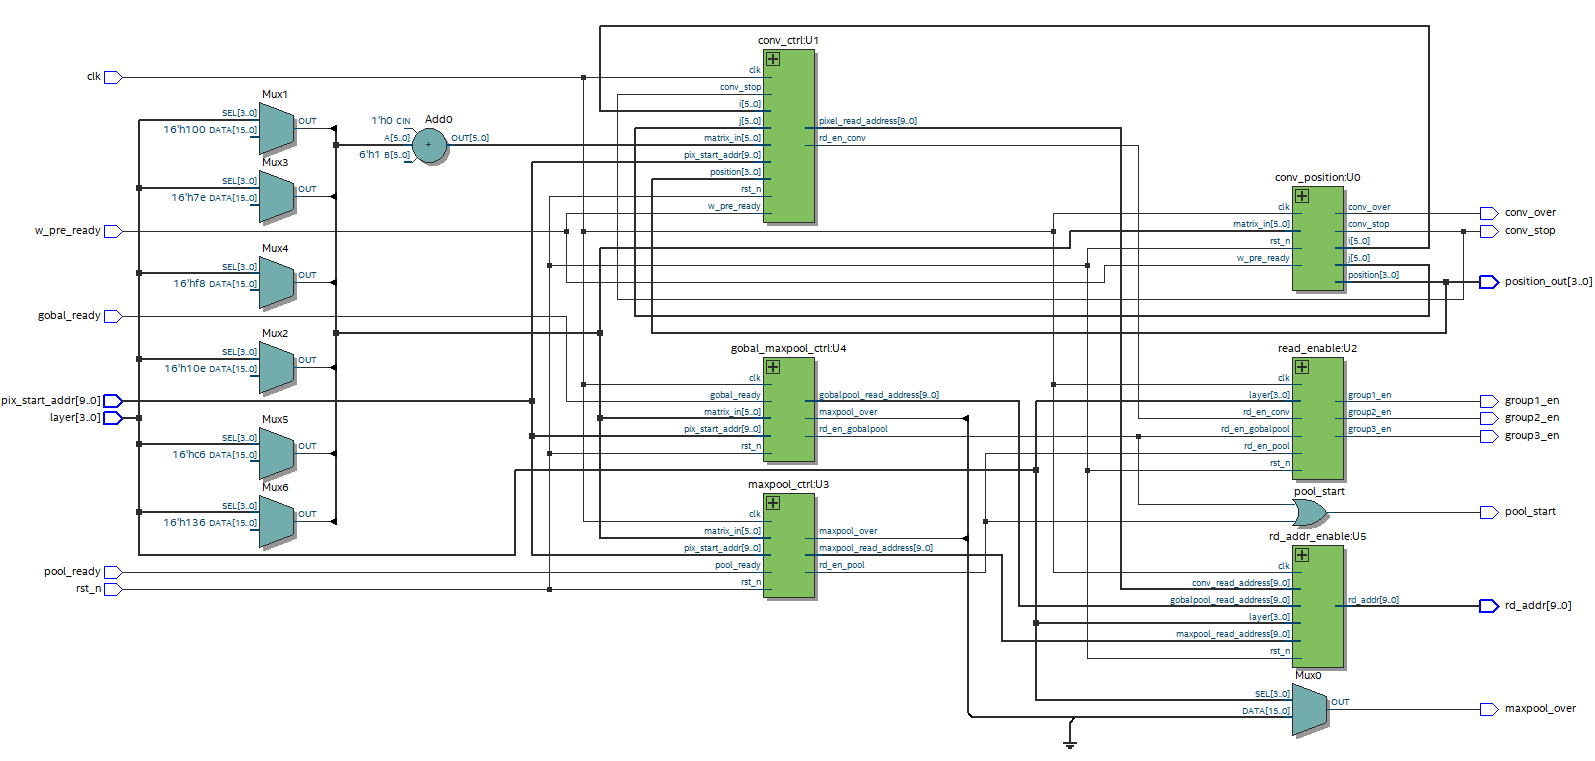 clk
w_pre_ready
gobal_ready
pix_start_addr[9..0]
layer[3..0]
pool_ready
rst_n
Mux1
SEL[3..0]
16'h100 DATA[15..0]
OUT
Mux3
SEL[3..0]
16'h7e DATA[15..0]
OUT
Mux4
SEL[3..0]
16'hf8 DATA[15..0]
OUT
Mux2
SEL[3..0]
16'h10e DATA[15..0]
OUT
Mux5
SEL[3..0]
16'hc6 DATA[15..0]
OUT
Mux6
SEL[3..0]
16'h136 DATA[15..0]
OUT
Add0
1'h0 CIN
A[5..0]
6'h1 B[5..0]
+
OUT[5..0]
conv_ctrl:U1
clk
conv_stop
i[5..0]
j[5..0]
matrix_in[5..0]
pix_start_addr[9..0]
position[3..0]
rst_n
w_pre_ready
pixel_read_address[9..0]
rd_en_conv
gobal_maxpool_ctrl:U4
clk
gobal_ready
matrix_in[5..0]
pix_start_addr[9..0]
rst_n
gobalpool_read_address[9..0]
maxpool_over
rd_en_gobalpool
maxpool_ctrl:U3
clk
matrix_in[5..0]
pix_start_addr[9..0]
pool_ready
rst_n
maxpool_over
maxpool_read_address[9..0]
rd_en_pool
conv_position:U0
clk
matrix_in[5..0]
rst_n
w_pre_ready
conv_over
conv_stop
i[5..0]
j[5..0]
position[3..0]
read_enable:U2
clk
layer[3..0]
rd_en_conv
rd_en_gobalpool
rd_en_pool
rst_n
group1_en
group2_en
group3_en
pool_start
rd_addr_enable:U5
clk
conv_read_address[9..0]
gobalpool_read_address[9..0]
layer[3..0]
maxpool_read_address[9..0]
rst_n
rd_addr[9..0]
Mux0
SEL[3..0]
DATA[15..0]
OUT
conv_over
conv_stop
position_out[3..0]
group1_en
group2_en
group3_en
pool_start
rd_addr[9..0]
maxpool_over